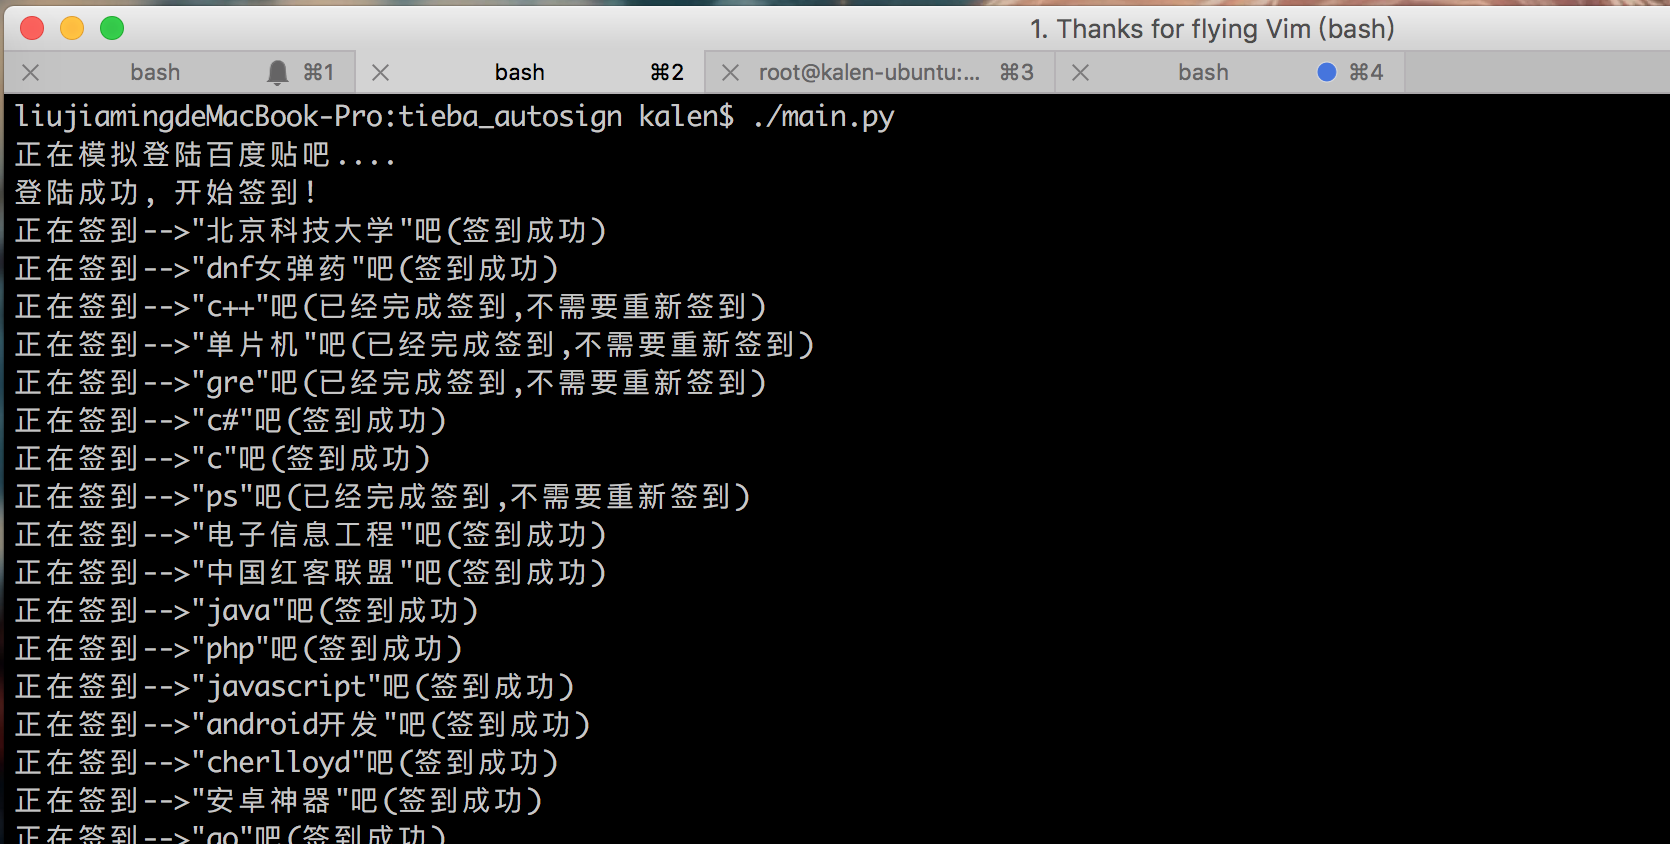 1. Thanks for flying Vim (bash)
bash ⌘1 bash ⌘2 root@kalen-ubuntu:... ⌘3 bash ⌘4
liujiamingdeMacBook-Pro:tieba_autosign kalen$ ./main.py
正在模拟登陆百度贴吧....
登陆成功, 开始签到!
正在签到-->"北京科技大学"吧(签到成功)
正在签到-->"dnf女弹药"吧(签到成功)
正在签到-->"c++"吧(已经完成签到,不需要重新签到)
正在签到-->"单片机"吧(已经完成签到,不需要重新签到)
正在签到-->"gre"吧(已经完成签到,不需要重新签到)
正在签到-->"c#"吧(签到成功)
正在签到-->"c"吧(签到成功)
正在签到-->"ps"吧(已经完成签到,不需要重新签到)
正在签到-->"电子信息工程"吧(签到成功)
正在签到-->"中国红客联盟"吧(签到成功)
正在签到-->"java"吧(签到成功)
正在签到-->"php"吧(签到成功)
正在签到-->"javascript"吧(签到成功)
正在签到-->"android开发"吧(签到成功)
正在签到-->"cherlloyd"吧(签到成功)
正在签到-->"安卓神器"吧(签到成功)
正在签到-->"go"吧(签到成功)